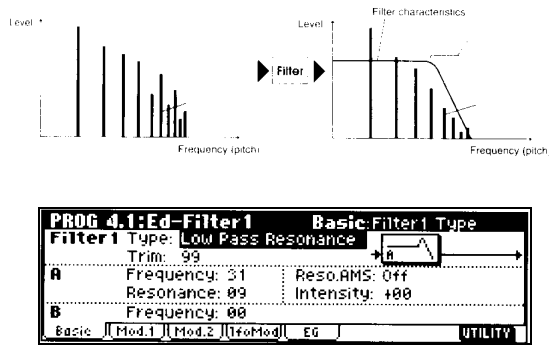 Filter characteristics
Level
Level
Filter
Frequency (pitch)
Frequency (pitch
PROG 4.1:Ed-Filter1 Basic:Filter1 Type
Filter1 Type: Low Pass Resonance
Trim: 99
A
A Frequency: 31 Reso.AMS: Off
Resonance: 09 Intensity: +00
B Frequency: 00
Basic Mod.1 Mod.2 lfoMod EG UTILITY